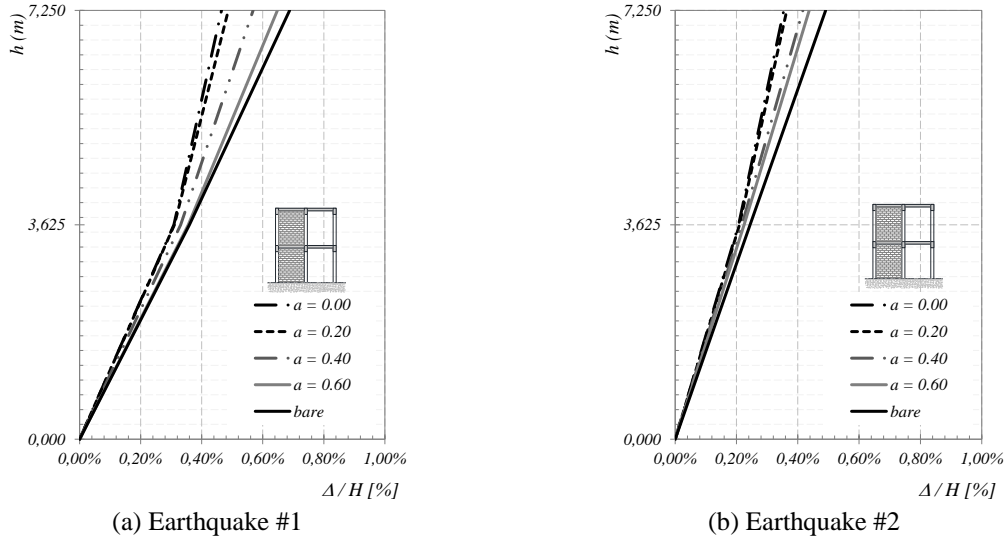 7,250
h (m)
3,625
0,000
a = 0.00
a = 0.20
a = 0.40
a = 0.60
bare
0,00% 0,20% 0,40% 0,60% 0,80% 1,00%
Δ / H [%]
(a) Earthquake #1
7,250
h (m)
3,625
0,000
a = 0.00
a = 0.20
a = 0.40
a = 0.60
bare
0,00% 0,20% 0,40% 0,60% 0,80% 1,00%
Δ / H [%]
(b) Earthquake #2